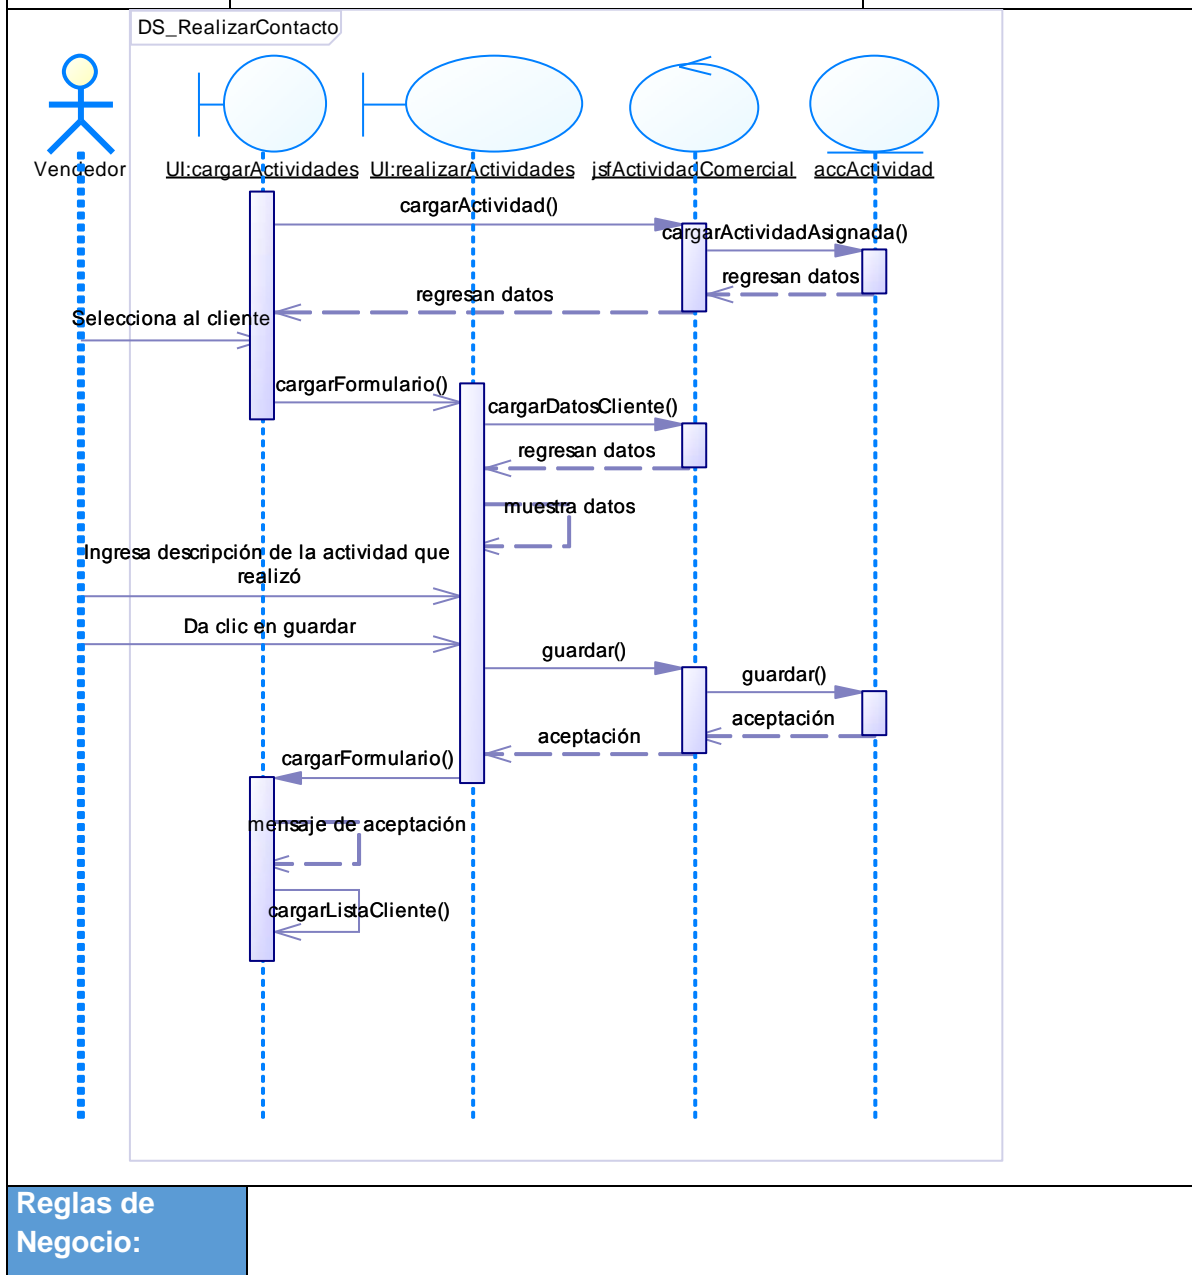 DS_RealizarContacto
Vendedor
UI:cargarActividades
UI:realizarActividades
jsfActividadComercial
accActividad
cargarActividad()
cargarActividadAsignada()
regresan datos
regresan datos
Selecciona al cliente
cargarFormulario()
cargarDatosCliente()
regresan datos
muestra datos
Ingresa descripción de la actividad que
realizó
Da clic en guardar
guardar()
guardar()
aceptación
aceptación
cargarFormulario()
mensaje de aceptación
cargarListaCliente()
Reglas de
Negocio: